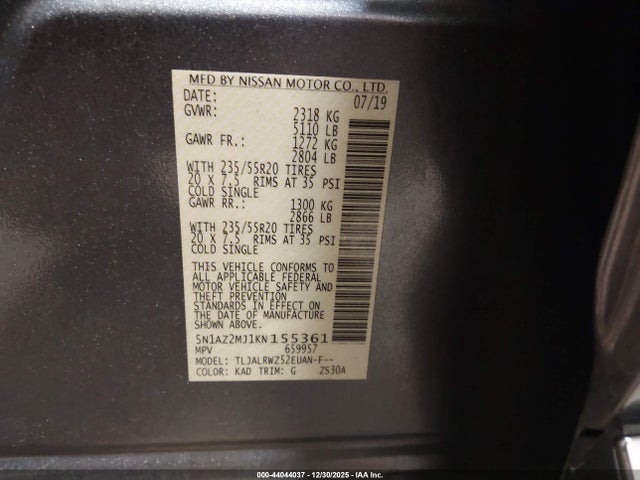 MFD BY NISSAN MOTOR CO., LTD.
DATE: 07/19
GVWR: 2318 KG
5110 LB
GAWR FR.: 1272 KG
2804 LB
WITH 235/55R20 TIRES
20 X 7.5 RIMS AT 35 PSI
COLD SINGLE
GAWR RR.: 1300 KG
2866 LB
WITH 235/55R20 TIRES
20 X 7.5 RIMS AT 35 PSI
COLD SINGLE
THIS VEHICLE CONFORMS TO
ALL APPLICABLE FEDERAL
MOTOR VEHICLE SAFETY AND
THEFT PREVENTION
STANDARDS IN EFFECT ON THE
DATE OF MANUFACTURE
SHOWN ABOVE.
5N1AZ2MJ1KN155361
MPV 659957
MODEL: TLJALRWZ52EUAN-F--
COLOR: KAD TRIM: G ZS30A
000-44044037 - 12/30/2025 - IAA Inc.